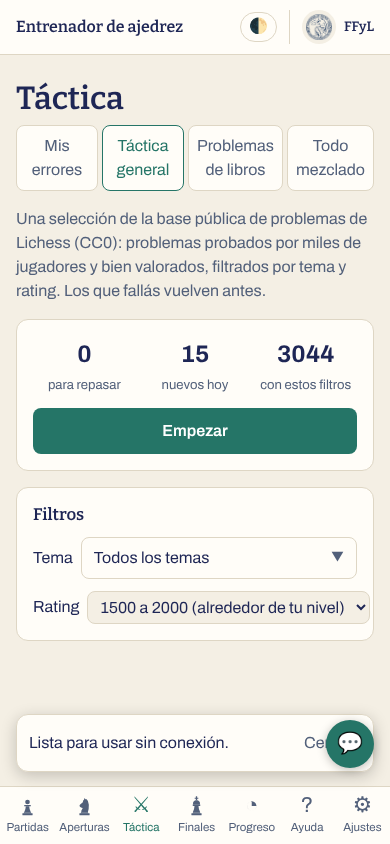 Entrenador de ajedrez
FFyL
Táctica
Mis
errores
Táctica
general
Problemas
de libros
Todo
mezclado
Una selección de la base pública de problemas de
Lichess (CC0): problemas probados por miles de
jugadores y bien valorados, filtrados por tema y
rating. Los que fallás vuelven antes.
0
para repasar
15
nuevos hoy
3044
con estos filtros
Empezar
Filtros
Tema
Todos los temas
Rating
1500 a 2000 (alrededor de tu nivel)
Lista para usar sin conexión.
Partidas
Aperturas
Táctica
Finales
Progreso
Ayuda
Ajustes